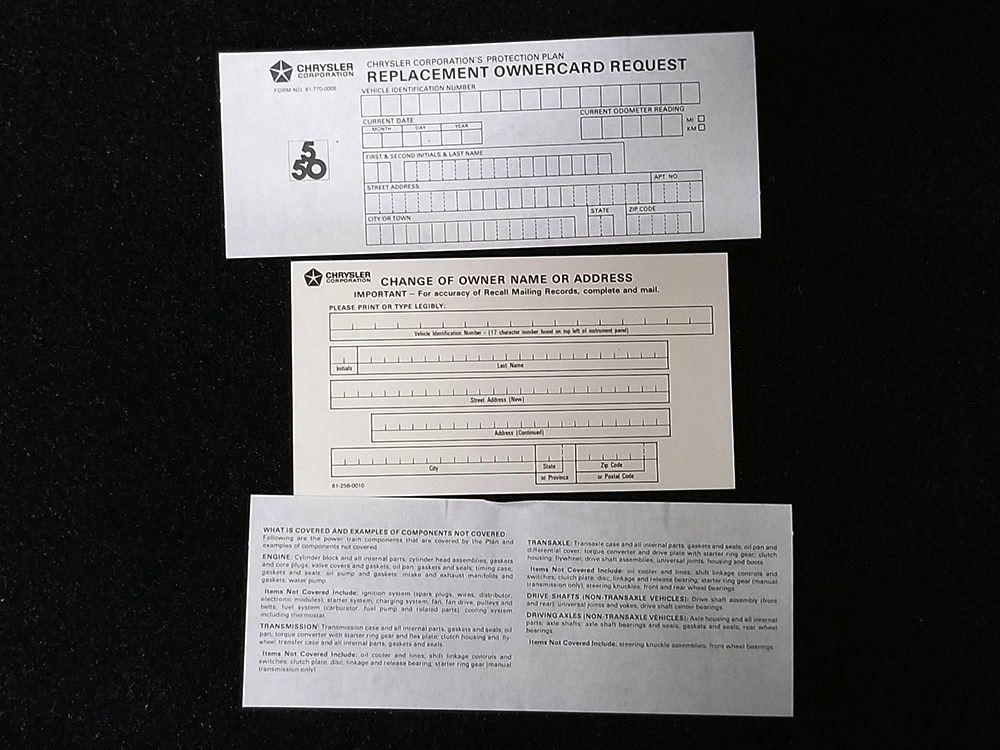 CHRYSLER
CORPORATION
FORM NO. 81-770-0005
CHRYSLER CORPORATION'S PROTECTION PLAN
REPLACEMENT OWNERCARD REQUEST
VEHICLE IDENTIFICATION NUMBER
CURRENT DATE
MONTH DAY YEAR
CURRENT ODOMETER READING
MI
KM
5
50
FIRST & SECOND INITIALS & LAST NAME
STREET ADDRESS
APT. NO.
CITY OR TOWN
STATE
ZIP CODE
CHRYSLER
CORPORATION
CHANGE OF OWNER NAME OR ADDRESS
IMPORTANT – For accuracy of Recall Mailing Records, complete and mail.
PLEASE PRINT OR TYPE LEGIBLY:
Vehicle Identification Number - (17 character number found on top left of instrument panel)
Initials
Last Name
Street Address (New)
Address (Continued)
City
State
or Province
Zip Code
or Postal Code
81-256-0010
WHAT IS COVERED AND EXAMPLES OF COMPONENTS NOT COVERED:
Following are the power train components that are covered by the Plan and
examples of components not covered
ENGINE: Cylinder block and all internal parts, cylinder head assemblies, gaskets
and core plugs; valve covers and gaskets, oil pan, gaskets and seals; timing case,
gaskets and seals; oil pump and gaskets; intake and exhaust manifolds and
gaskets; water pump.
Items Not Covered Include: ignition system (spark plugs, wires, distributor,
electronic modules), starter system; charging system, fan, fan drive, pulleys and
belts; fuel system (carburetor, fuel pump and related parts), cooling system
including thermostat.
TRANSMISSION: Transmission case and all internal parts, gaskets and seals; oil
pan, torque converter with starter ring gear and flex plate; clutch housing and fly-
wheel; transfer case and all internal parts, gaskets and seals.
Items Not Covered Include: oil cooler and lines, shift linkage controls and
switches; clutch plate, disc, linkage and release bearing; starter ring gear (manual
transmission only).
TRANSAXLE: Transaxle case and all internal parts, gaskets and seals; oil pan and
differential cover; torque converter and drive plate with starter ring gear; clutch
housing; flywheel; drive shaft assemblies, universal joints, housing and boots.
Items Not Covered Include: oil cooler and lines, shift linkage controls and
switches; clutch plate, disc, linkage and release bearing; starter ring gear (manual
transmission only); steering knuckles, front and rear wheel bearings
DRIVE SHAFTS (NON-TRANSAXLE VEHICLES): Drive shaft assembly (front
and rear); universal joints and yokes; drive shaft center bearings.
DRIVING AXLES (NON-TRANSAXLE VEHICLES): Axle housing and all internal
parts; axle shafts; axle shaft bearings and seals; gaskets and seals; rear wheel
bearings.
Items Not Covered Include: steering knuckle assemblies, front wheel bearings.